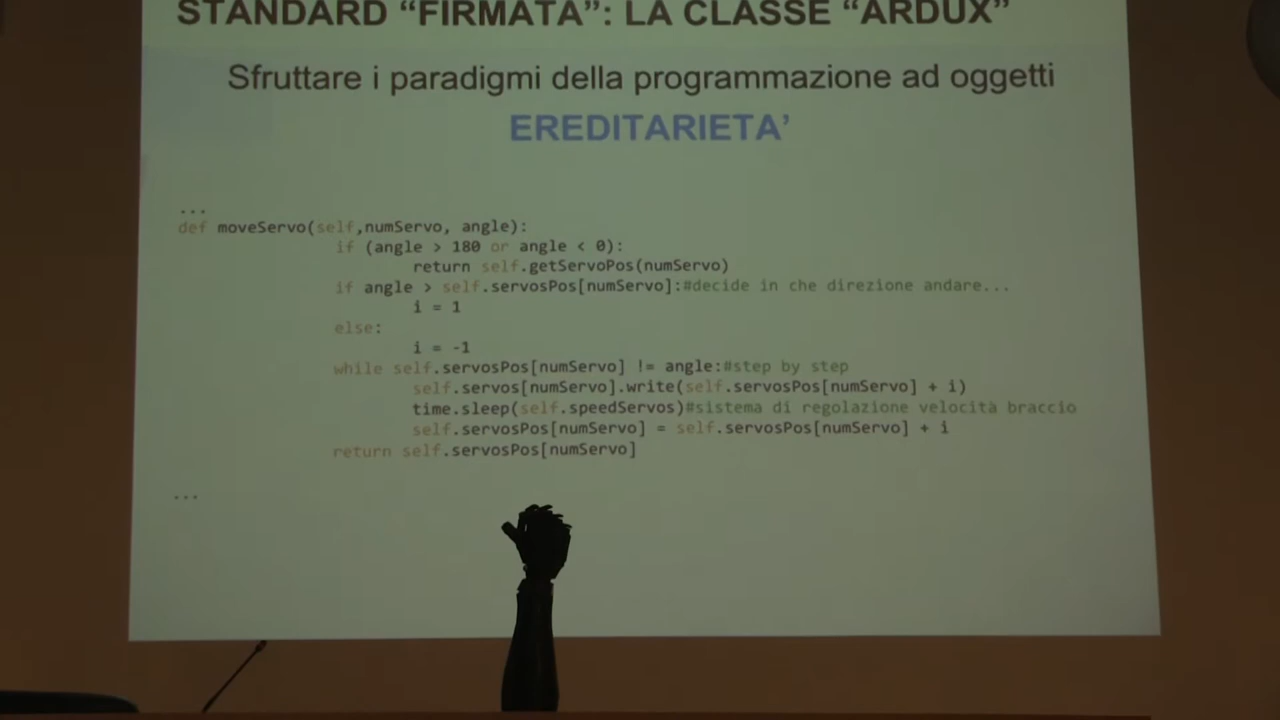 STANDARD “FIRMATA”: LA CLASSE “ARDUX”
Sfruttare i paradigmi della programmazione ad oggetti
EREDITARIETA’
...
def moveServo(self,numServo, angle):
if (angle > 180 or angle < 0):
return self.getServoPos(numServo)
if angle > self.servosPos[numServo]:#decide in che direzione andare...
i = 1
else:
i = -1
while self.servosPos[numServo] != angle:#step by step
self.servos[numServo].write(self.servosPos[numServo] + i)
time.sleep(self.speedServos)#sistema di regolazione velocità braccio
self.servosPos[numServo] = self.servosPos[numServo] + i
return self.servosPos[numServo]
...